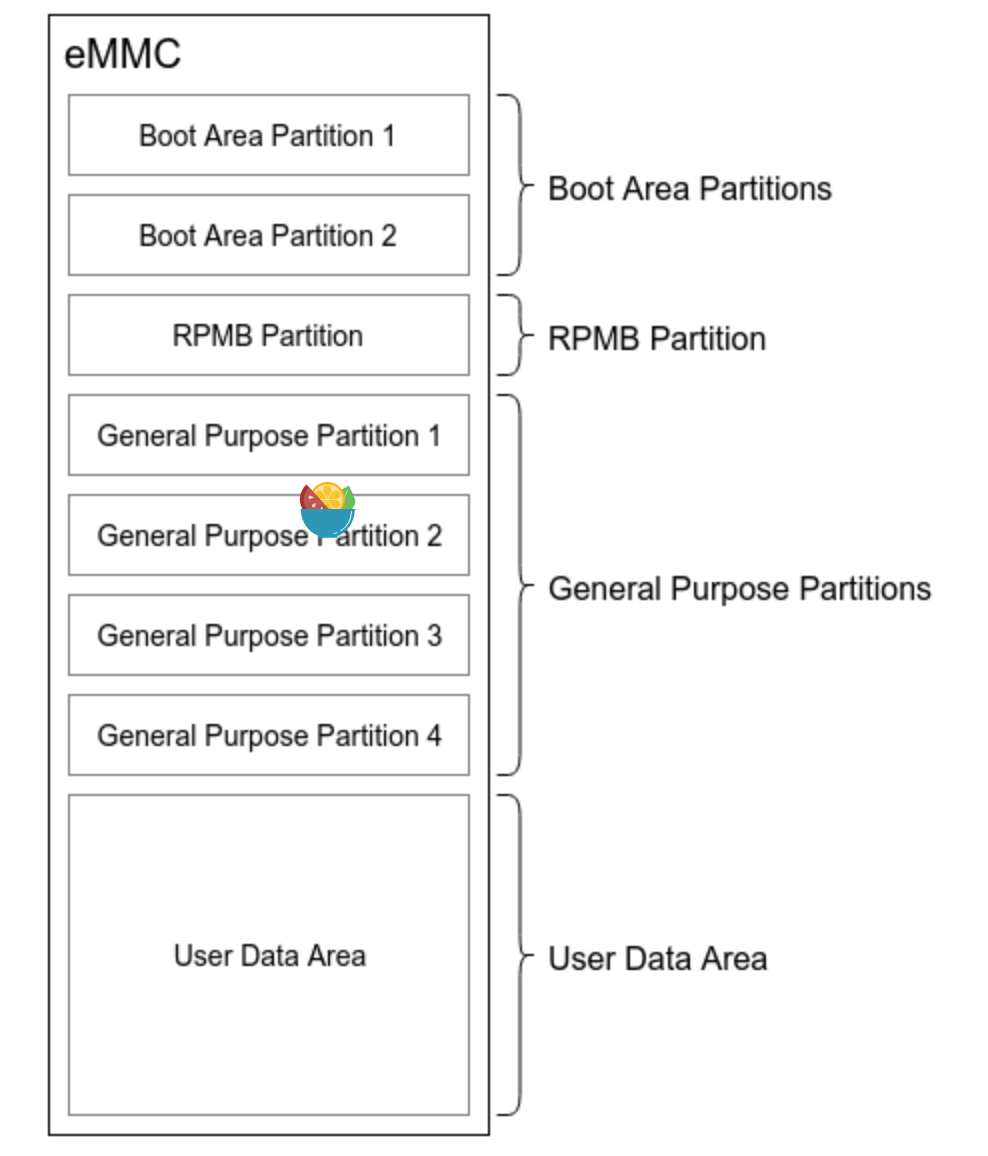 eMMC
Boot Area Partition 1
Boot Area Partition 2
Boot Area Partitions
RPMB Partition
RPMB Partition
General Purpose Partition 1
General Purpose Partition 2
General Purpose Partition 3
General Purpose Partition 4
General Purpose Partitions
User Data Area
User Data Area